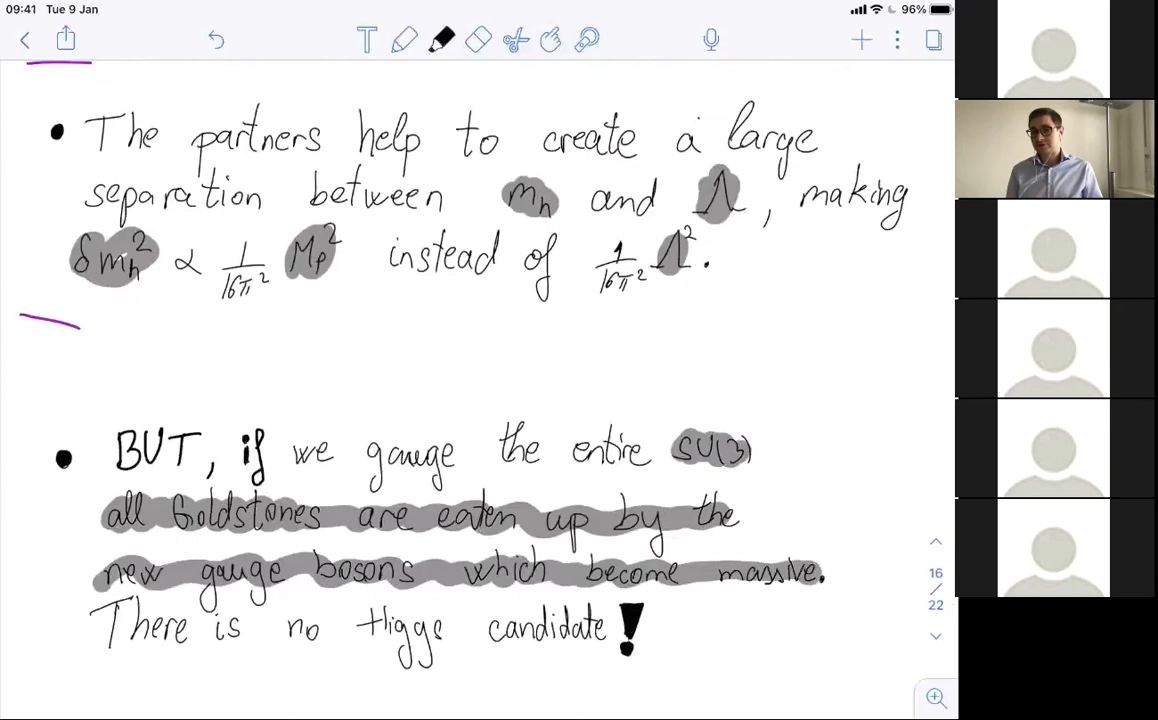 09:41 Tue 9 Jan
96%
• The partners help to create a large
separation between mₕ and Λ, making
δmₕ² ∝ 1/16π² M_P² instead of 1/16π² Λ².
• BUT, if we gauge the entire SU(3)
all Goldstones are eaten up by the
new gauge bosons which become massive.
There is no Higgs candidate!
16
/
22